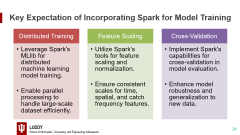 Key Expectation of Incorporating Spark for Model Training
Distributed Training
• Leverage Spark's
MLlib for
distributed
machine learning
model training.
• Enable parallel
processing to
handle large-scale
dataset efficiently.
Feature Scaling
• Utilize Spark's
tools for feature
scaling and
normalization.
• Ensure consistent
scales for time,
spatial, and catch
frequency features.
Cross-Validation
• Implement Spark's
capabilities for
cross-validation in
model evaluation.
• Enhance model
robustness and
generalization to
new data.
LUDDY
School of Informatics, Computing, and Engineering